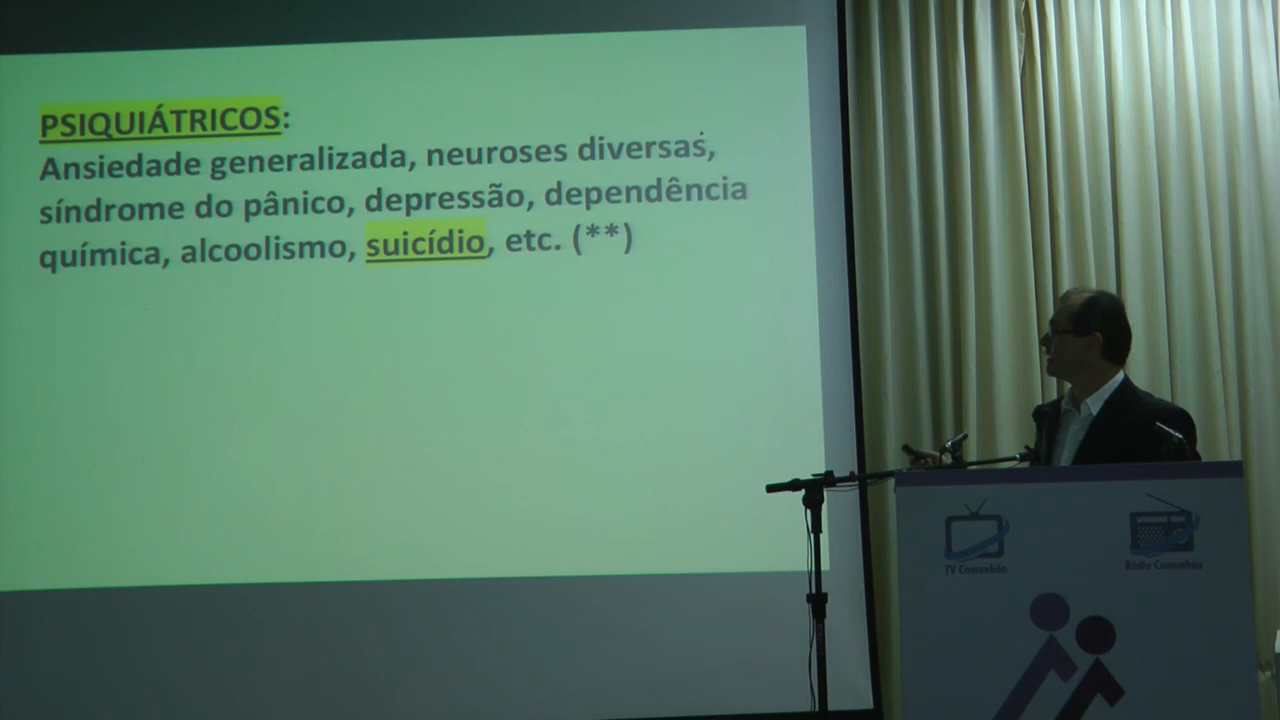 PSIQUIÁTRICOS:
Ansiedade generalizada, neuroses diversas,
síndrome do pânico, depressão, dependência
química, alcoolismo, suicídio, etc. (**)
TV Comunhão
Rádio Comunhão